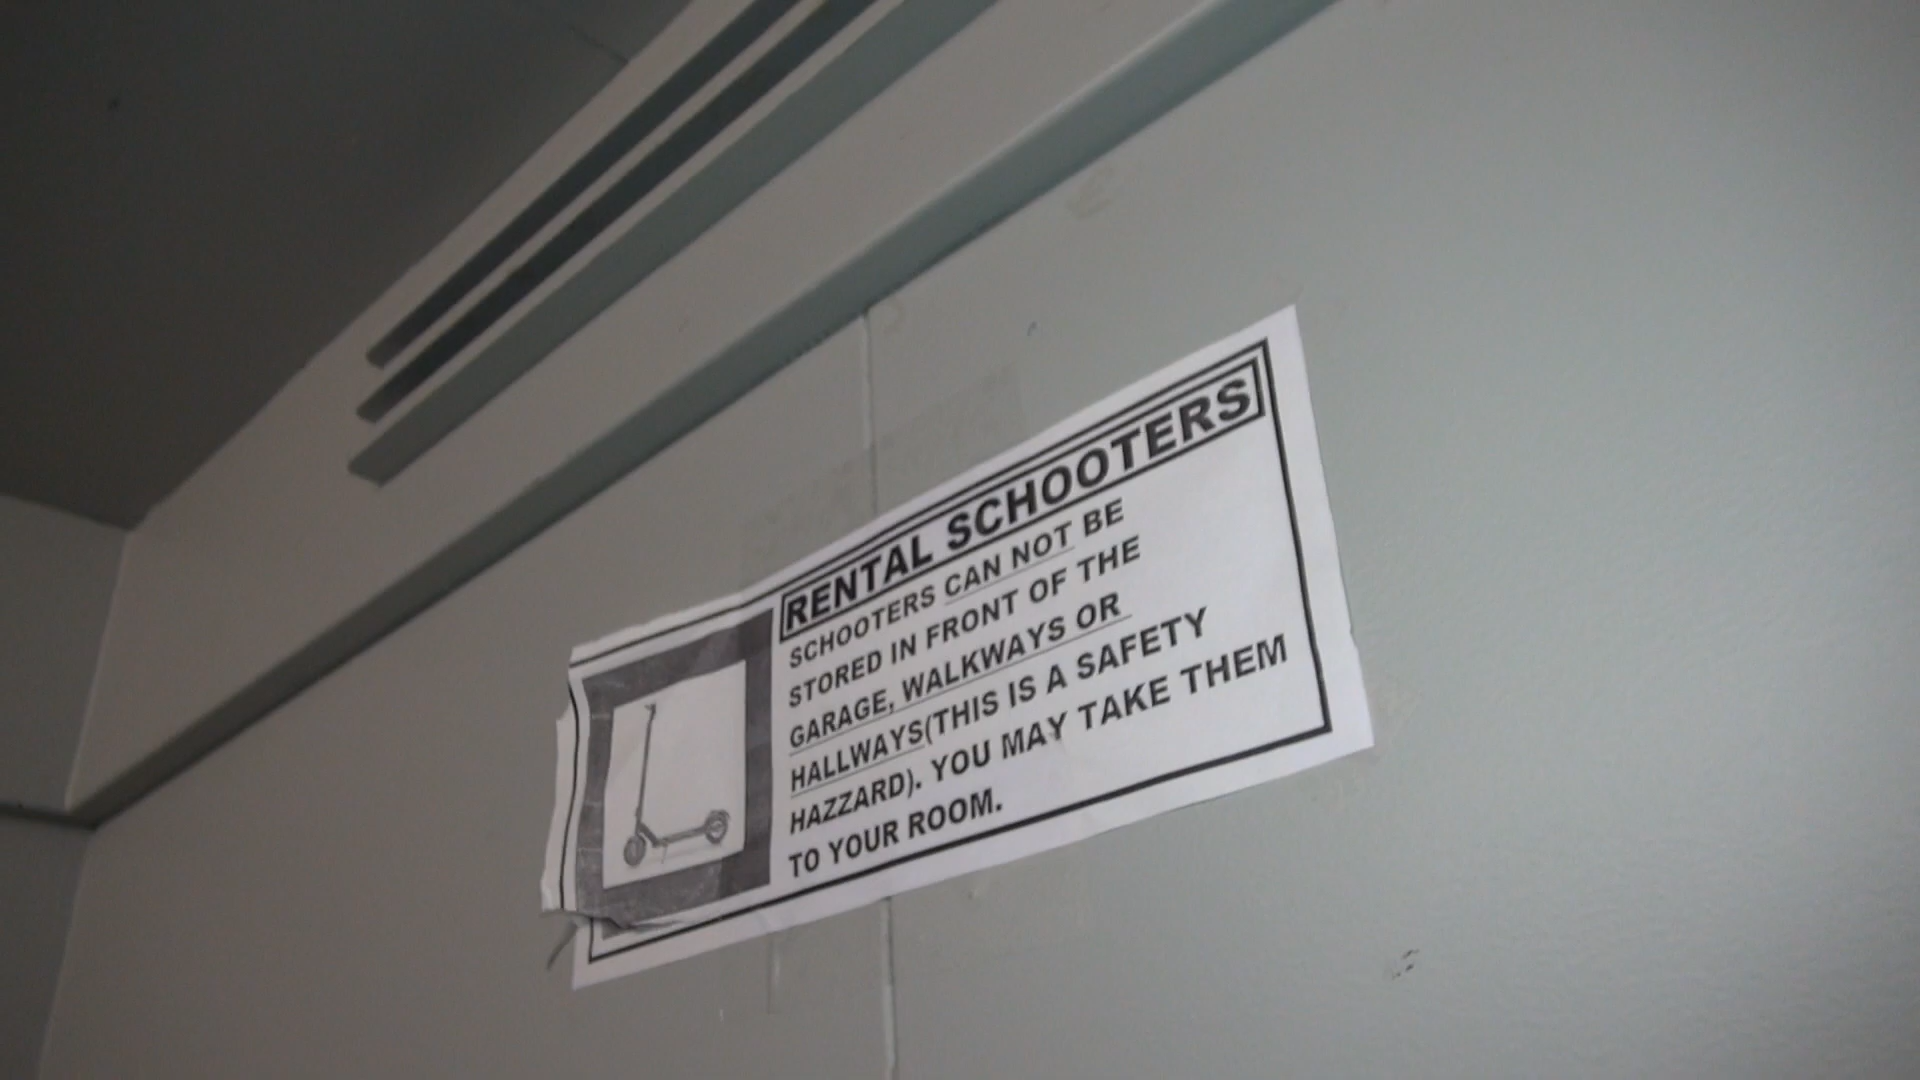 RENTAL SCHOOTERS
SCHOOTERS CAN NOT BE
STORED IN FRONT OF THE
GARAGE, WALKWAYS OR
HALLWAYS(THIS IS A SAFETY
HAZZARD). YOU MAY TAKE THEM
TO YOUR ROOM.